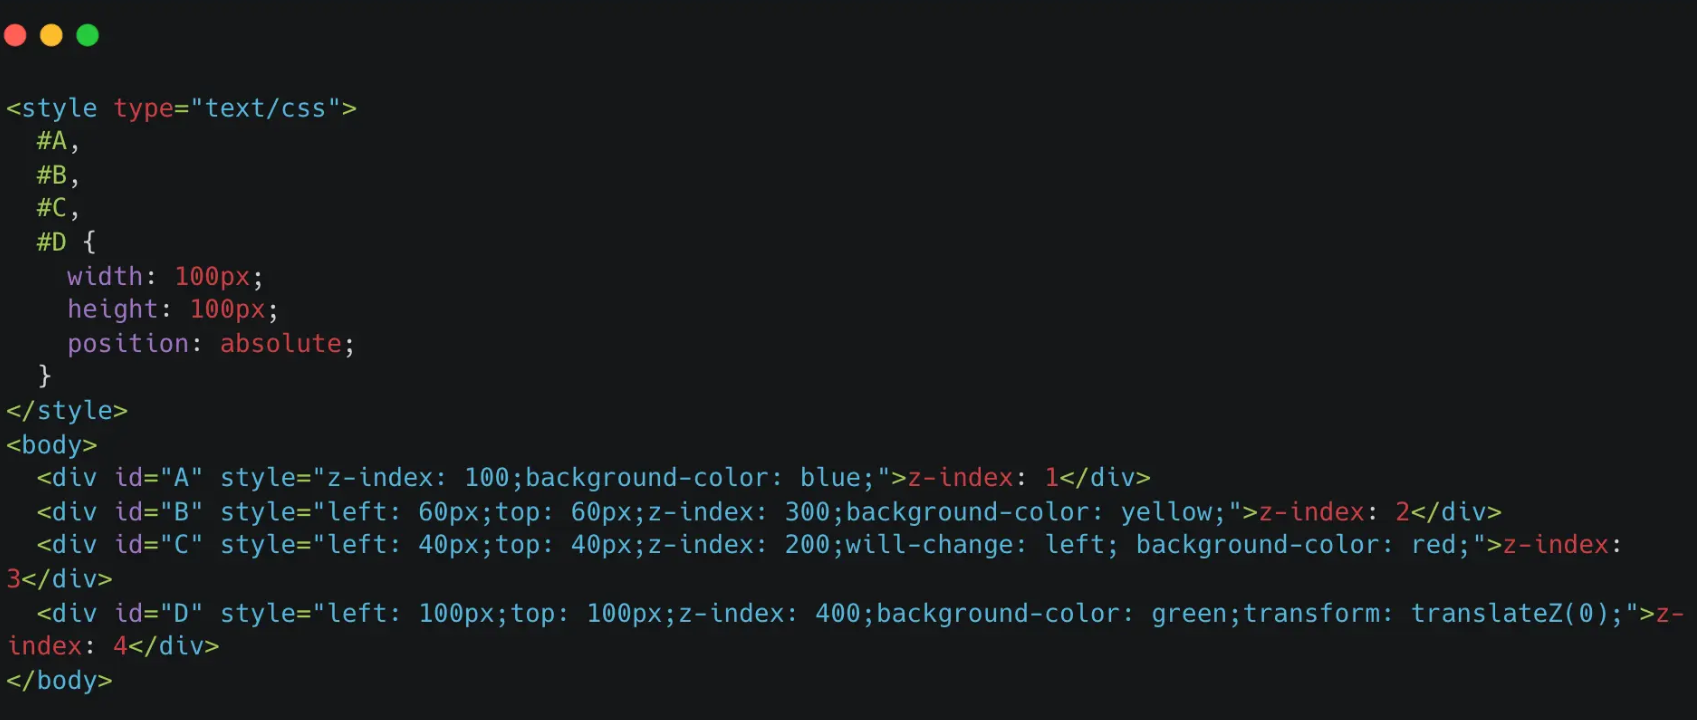 <style type="text/css">
  #A,
  #B,
  #C,
  #D {
    width: 100px;
    height: 100px;
    position: absolute;
  }
</style>
<body>
  <div id="A" style="z-index: 100;background-color: blue;">z-index: 1</div>
  <div id="B" style="left: 60px;top: 60px;z-index: 300;background-color: yellow;">z-index: 2</div>
  <div id="C" style="left: 40px;top: 40px;z-index: 200;will-change: left; background-color: red;">z-index:
3</div>
  <div id="D" style="left: 100px;top: 100px;z-index: 400;background-color: green;transform: translateZ(0);">z-
index: 4</div>
</body>